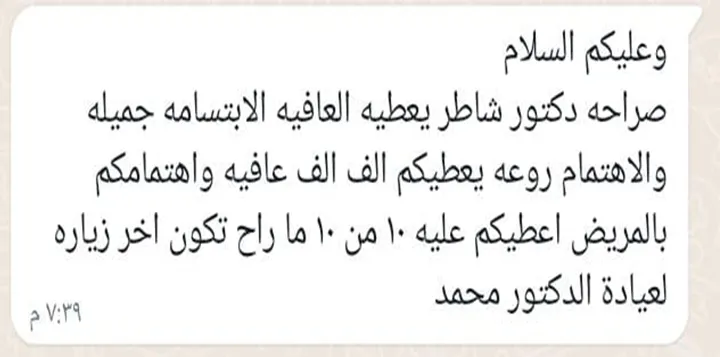 وعليكم السلام
صراحه دكتور شاطر يعطيه العافيه الابتسامه جميله
والاهتمام روعه يعطيكم الف الف عافيه واهتمامكم
بالمريض اعطيكم عليه ١٠ من ١٠ ما راح تكون اخر زياره
لعيادة الدكتور محمد
٧:٣٩ م